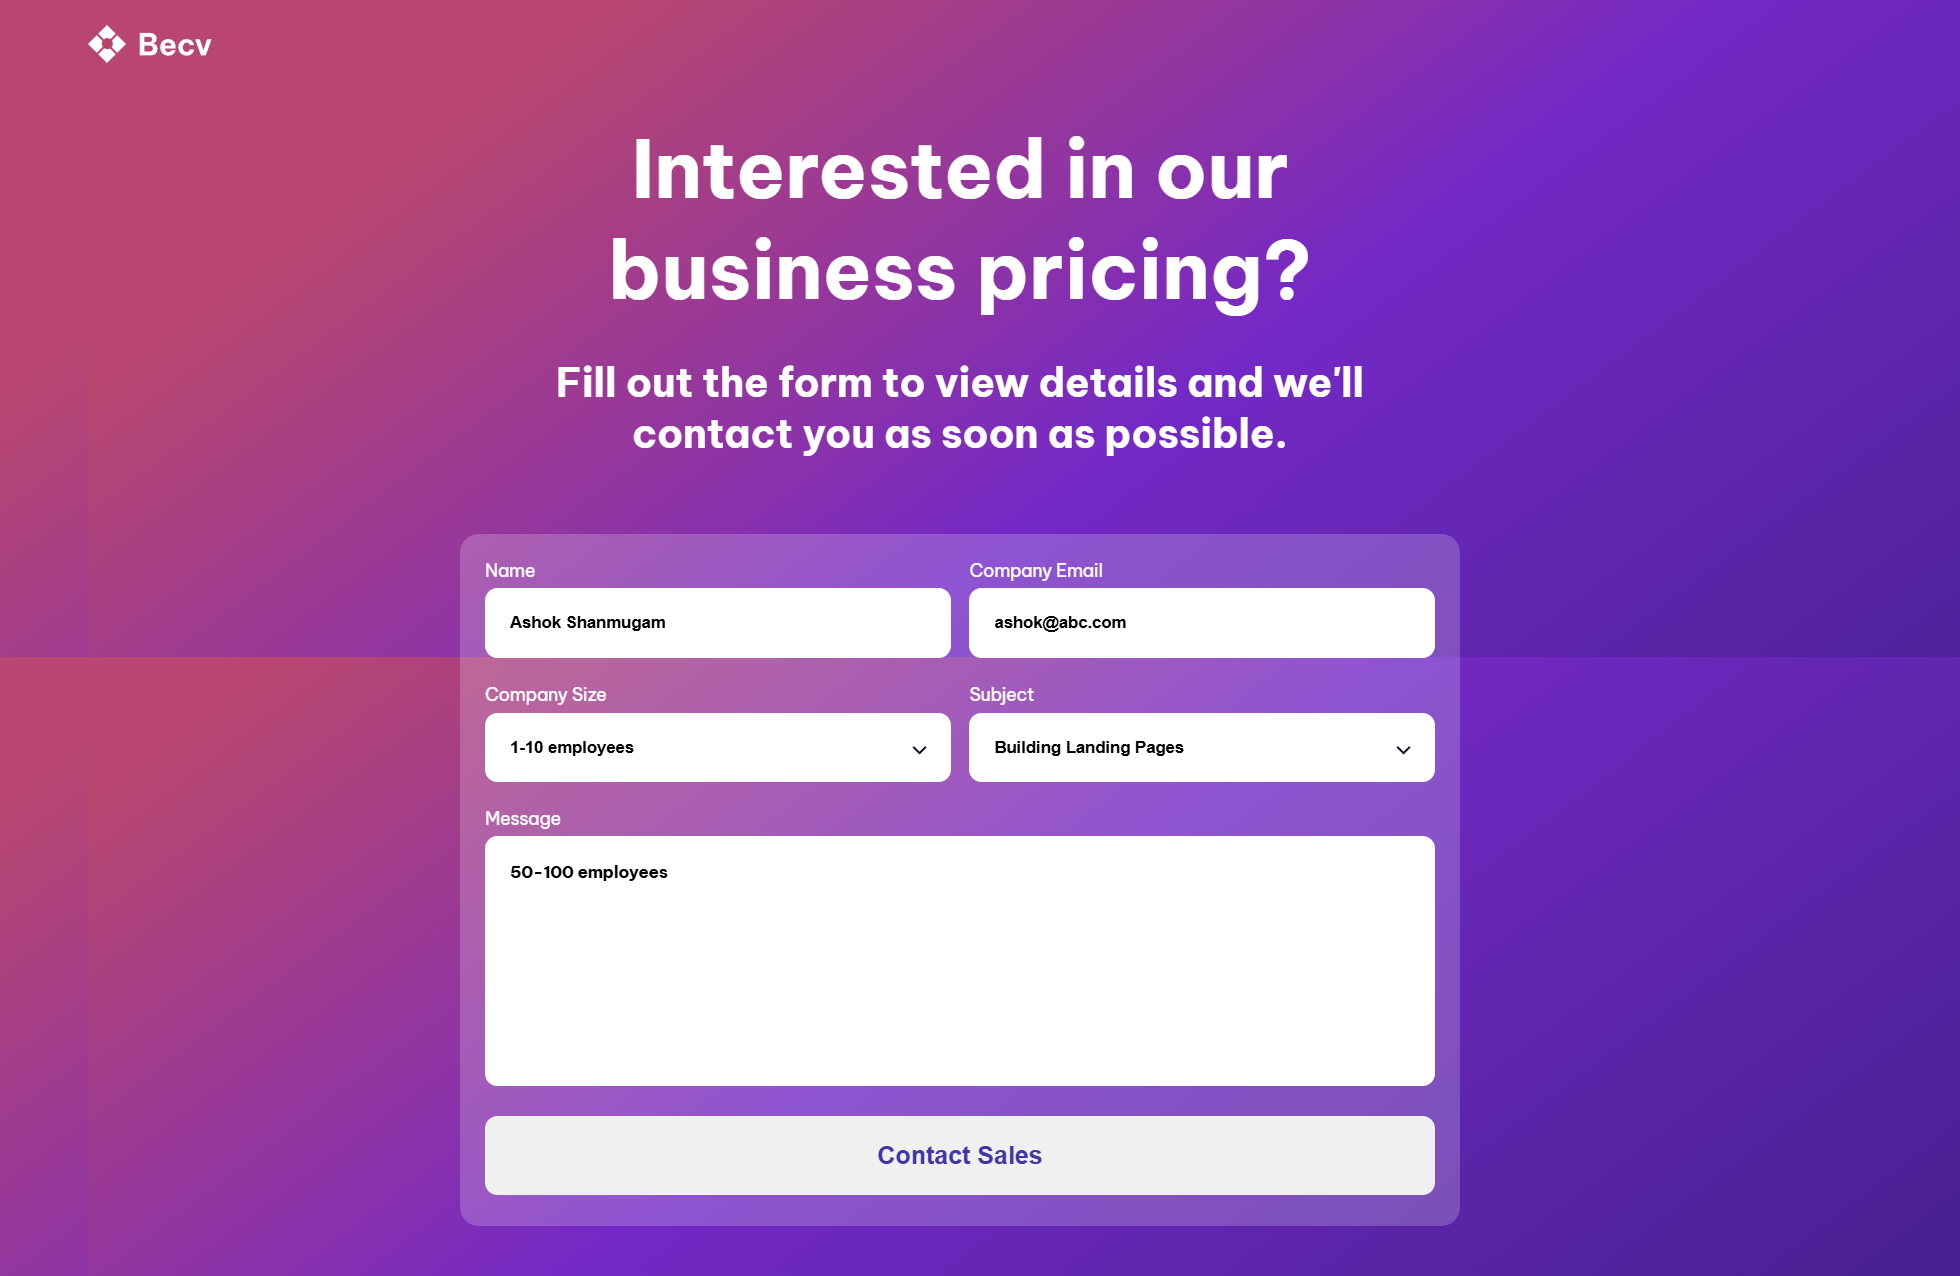 Becv
Interested in our
business pricing?
Fill out the form to view details and we'll
contact you as soon as possible.
Name
Company Email
Ashok Shanmugam
ashok@abc.com
Company Size
Subject
1-10 employees
Building Landing Pages
Message
50-100 employees
Contact Sales